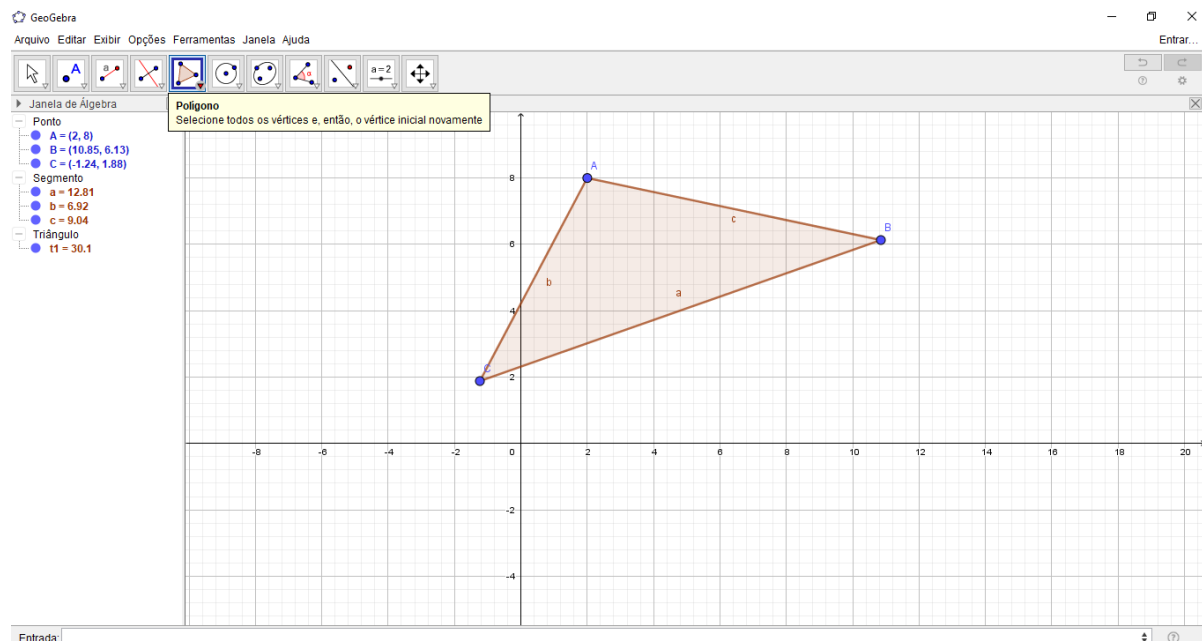 GeoGebra
Arquivo Editar Exibir Opções Ferramentas Janela Ajuda
Entrar...
A
a
α
a=2
Janela de Álgebra
Polígono
Selecione todos os vértices e, então, o vértice inicial novamente
Ponto
A = (2, 8)
B = (10.85, 6.13)
C = (-1.24, 1.88)
Segmento
a = 12.81
b = 6.92
c = 9.04
Triângulo
t1 = 30.1
A
8
c
B
6
b
a
4
C
2
-8 -6 -4 -2 0 2 4 6 8 10 12 14 16 18 20
-2
-4
Entrada: